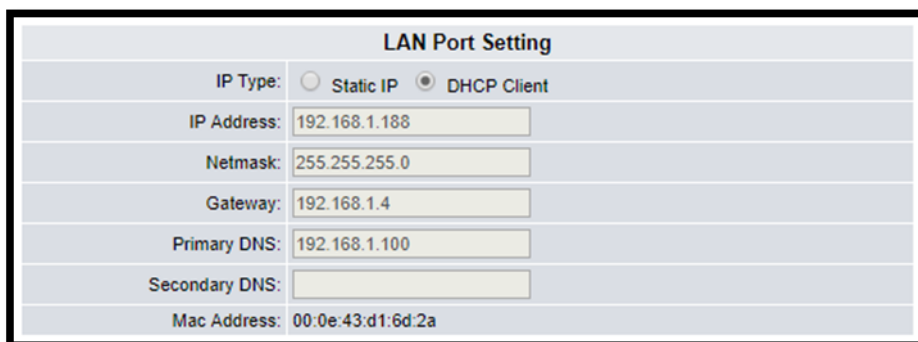 LAN Port Setting
IP Type: Static IP DHCP Client
IP Address: 192.168.1.188
Netmask: 255.255.255.0
Gateway: 192.168.1.4
Primary DNS: 192.168.1.100
Secondary DNS:
Mac Address: 00:0e:43:d1:6d:2a